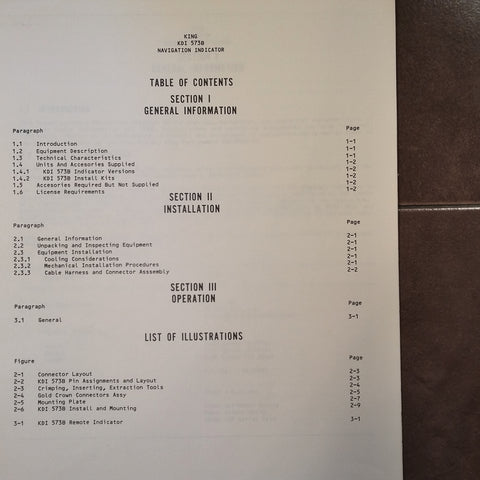 KING
KDI 573B
NAVIGATION INDICATOR
TABLE OF CONTENTS
SECTION I
GENERAL INFORMATION
Paragraph Page
1.1 Introduction 1-1
1.2 Equipment Description 1-1
1.3 Technical Characteristics 1-1
1.4 Units And Accesories Supplied 1-2
1.4.1 KDI 573B Indicator Versions 1-2
1.4.2 KDI 573B Install Kits 1-2
1.5 Accesories Required But Not Supplied 1-2
1.6 License Requirements 1-2
SECTION II
INSTALLATION
Paragraph Page
2.1 General Information 2-1
2.2 Unpacking and Inspecting Equipment 2-1
2.3 Equipment Installation 2-1
2.3.1 Cooling Considerations 2-1
2.3.2 Mechanical Installation Procedures 2-1
2.3.3 Cable Harness and Connector Asssembly 2-2
SECTION III
OPERATION
Paragraph Page
3.1 General 3-1
LIST OF ILLUSTRATIONS
Figure Page
2-1 Connector Layout 2-3
2-2 KDI 573B Pin Assignments and Layout 2-3
2-3 Crimping, Inserting, Extraction Tools 2-4
2-4 Gold Crown Connectors Assy 2-5
2-5 Mounting Plate 2-7
2-6 KDI 573B Install and Mounting 2-9
3-1 KDI 573B Remote Indicator 3-1